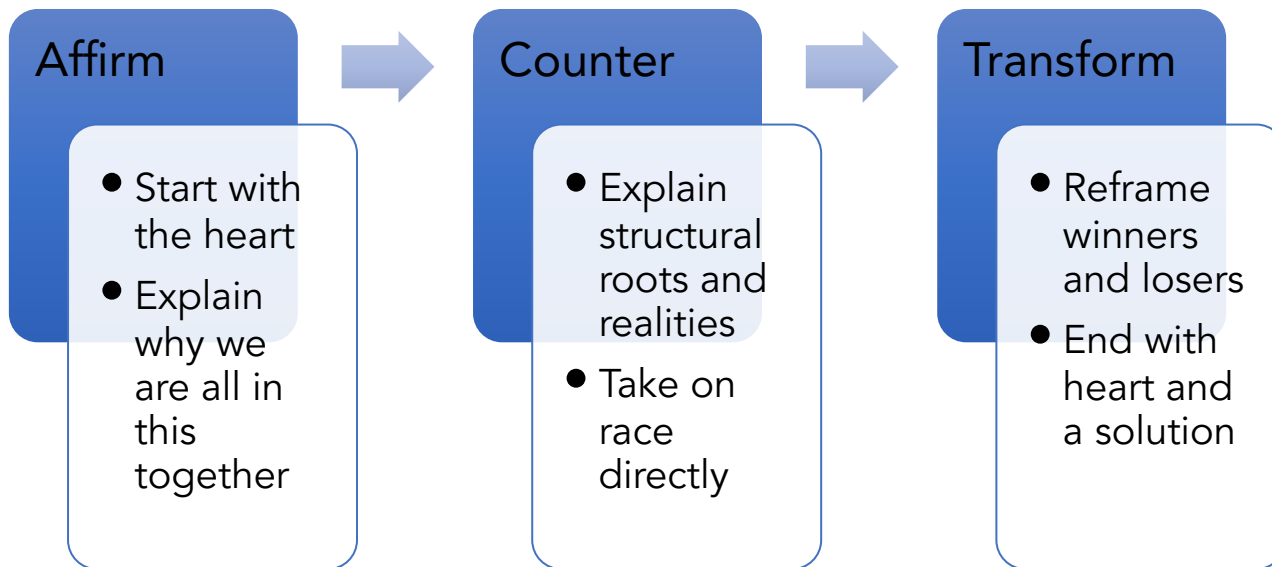 Affirm
• Start with
the heart
• Explain
why we
are all in
this
together
Counter
• Explain
structural
roots and
realities
• Take on
race
directly
Transform
• Reframe
winners
and losers
• End with
heart and
a solution